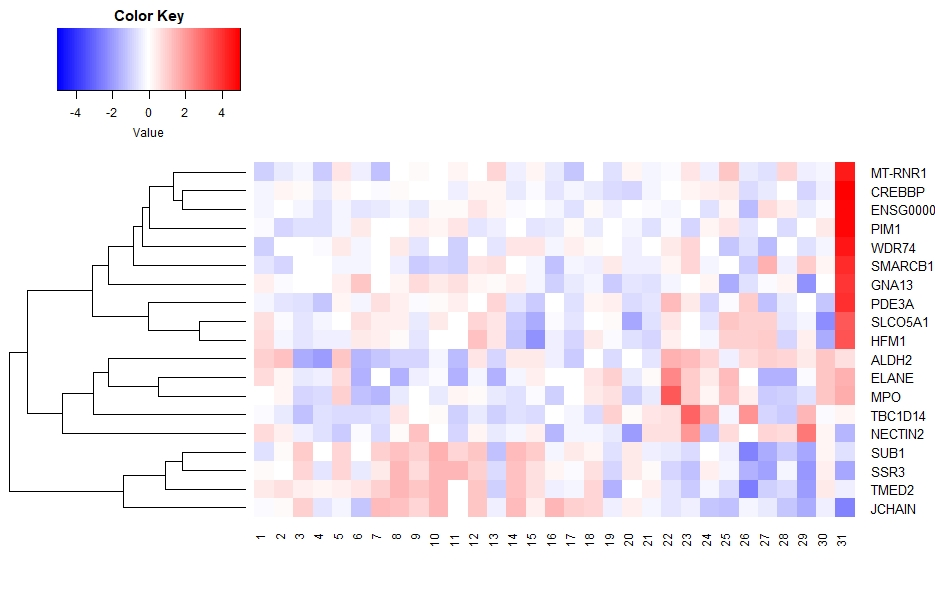 Color Key
-4 -2 0 2 4
Value
MT-RNR1
CREBBP
ENSG0000
PIM1
WDR74
SMARCB1
GNA13
PDE3A
SLCO5A1
HFM1
ALDH2
ELANE
MPO
TBC1D14
NECTIN2
SUB1
SSR3
TMED2
JCHAIN
1 2 3 4 5 6 7 8 9 10 11 12 13 14 15 16 17 18 19 20 21 22 23 24 25 26 27 28 29 30 31